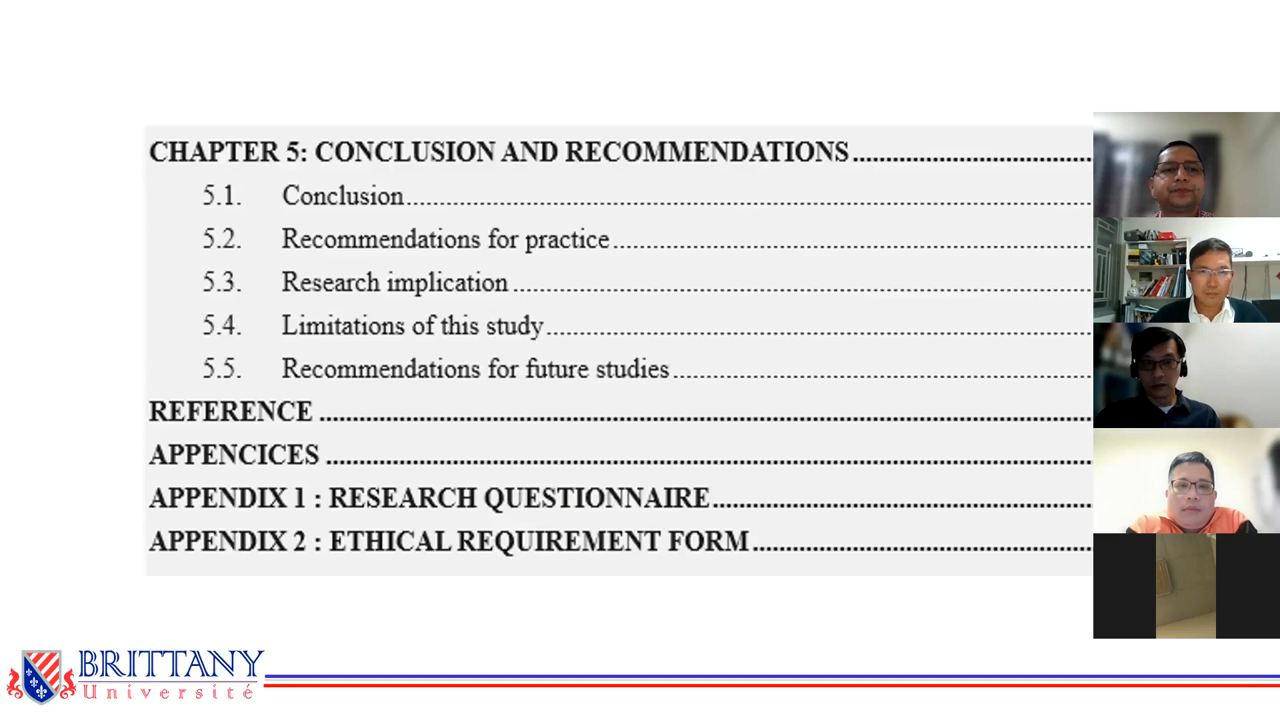 CHAPTER 5: CONCLUSION AND RECOMMENDATIONS................................
5.1. Conclusion................................
5.2. Recommendations for practice................................
5.3. Research implication ................................
5.4. Limitations of this study................................
5.5. Recommendations for future studies................................
REFERENCE ................................
APPENCICES ................................
APPENDIX 1 : RESEARCH QUESTIONNAIRE................................
APPENDIX 2 : ETHICAL REQUIREMENT FORM................................
BRITTANY
Université